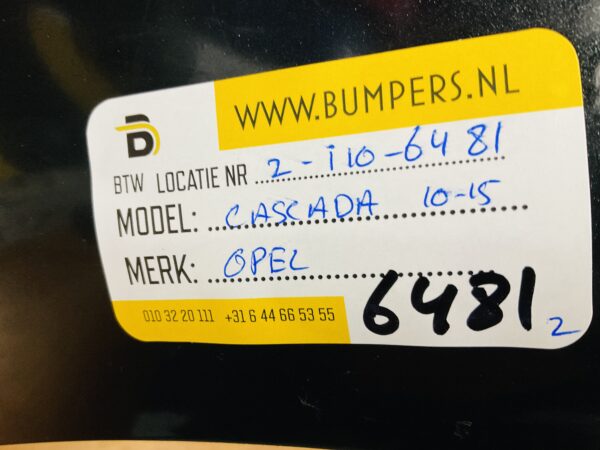 WWW.BUMPERS.NL
BTW LOCATIE NR 2-i10-6481
MODEL: CASCADA 10-15
MERK: OPEL
010 32 20 111 +31 6 44 66 53 55
6481 2